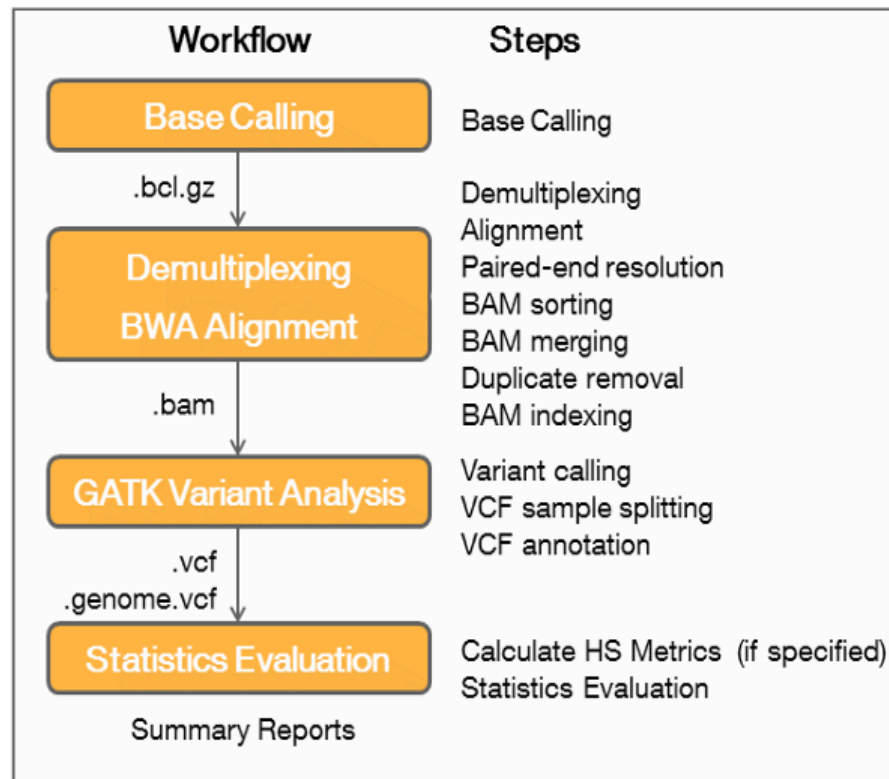 Workflow
Steps
Base Calling
Base Calling
.bcl.gz
Demultiplexing
BWA Alignment
Demultiplexing
Alignment
Paired-end resolution
BAM sorting
BAM merging
Duplicate removal
BAM indexing
.bam
GATK Variant Analysis
Variant calling
VCF sample splitting
VCF annotation
.vcf
.genome.vcf
Statistics Evaluation
Calculate HS Metrics (if specified)
Statistics Evaluation
Summary Reports